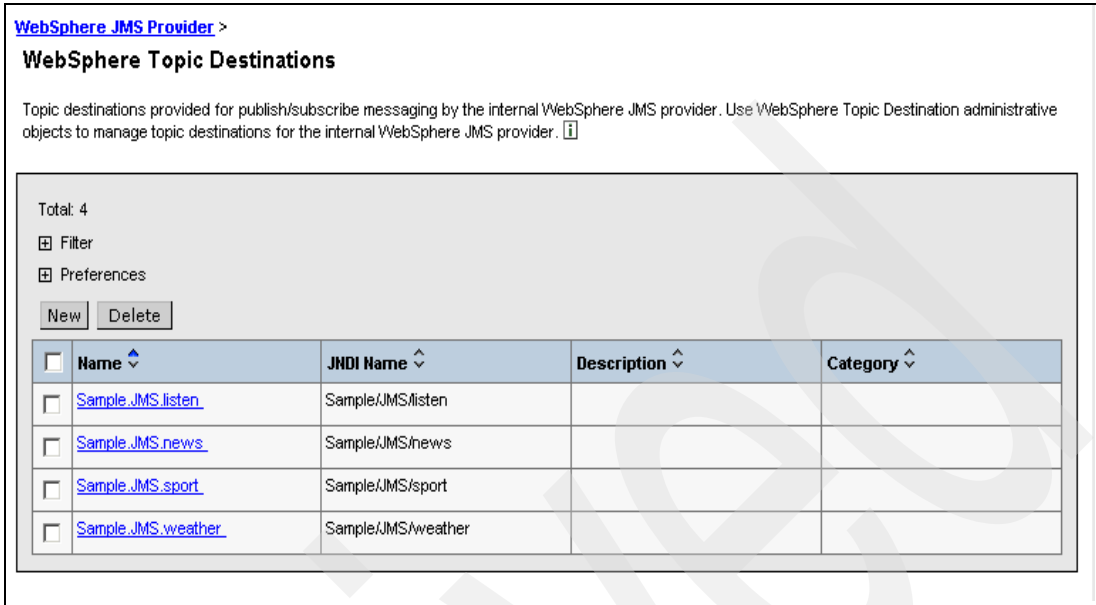 WebSphere JMS Provider >
WebSphere Topic Destinations
Topic destinations provided for publish/subscribe messaging by the internal WebSphere JMS provider. Use WebSphere Topic Destination administrative
objects to manage topic destinations for the internal WebSphere JMS provider. i
Total: 4
Filter
Preferences
New Delete
Name JNDI Name Description Category
Sample.JMS.listen Sample/JMS/listen
Sample.JMS.news Sample/JMS/news
Sample.JMS.sport Sample/JMS/sport
Sample.JMS.weather Sample/JMS/weather